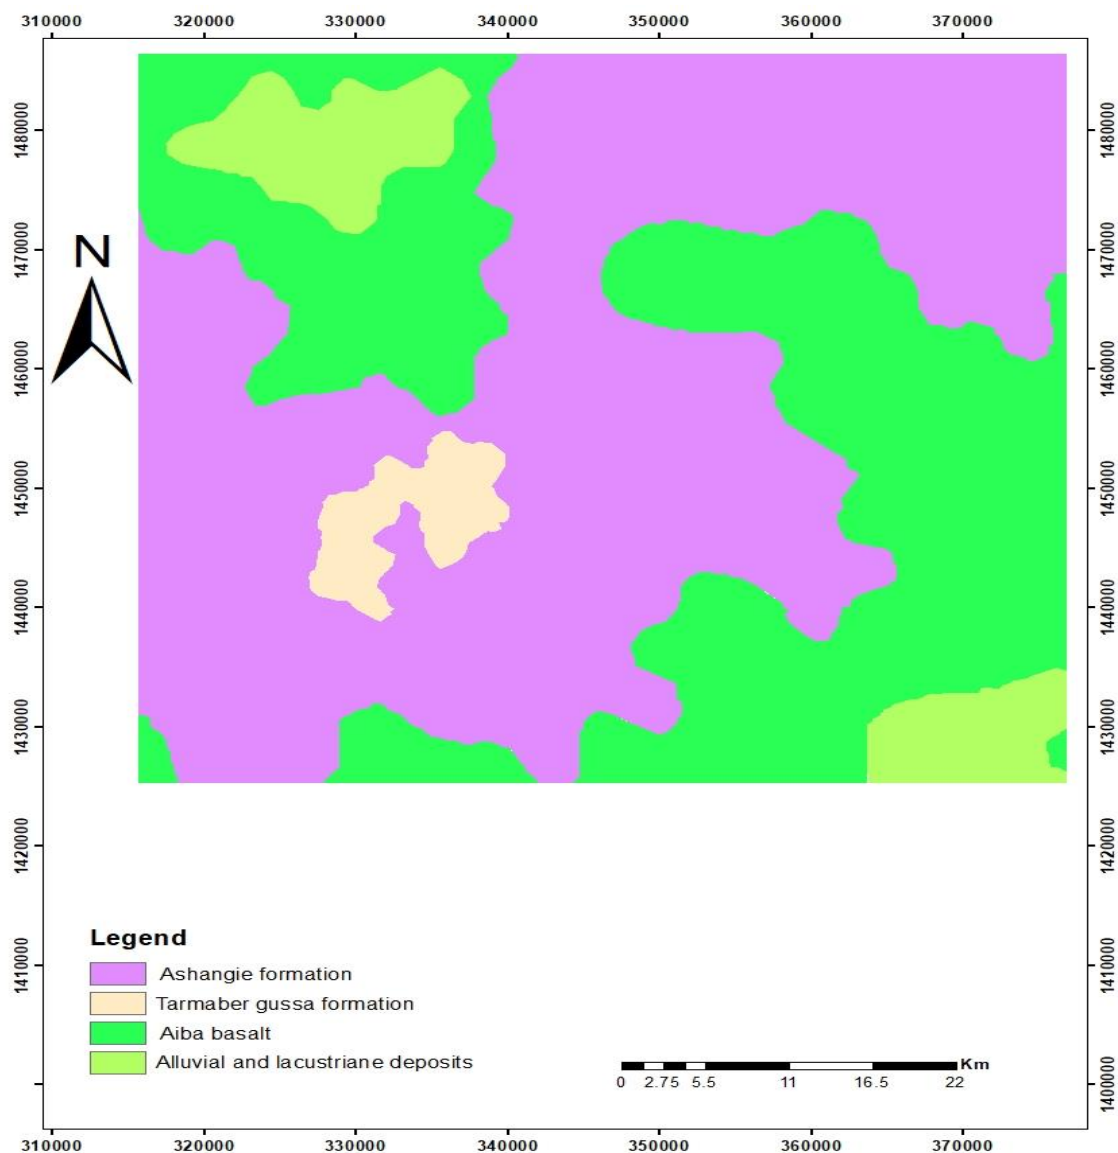 310000 320000 330000 340000 350000 360000 370000
1480000 1480000
1470000 1470000
N
1460000 1460000
1450000 1450000
1440000 1440000
1430000 1430000
1420000 1420000
Legend
Ashangie formation
1410000 1410000
Tarmaber gussa formation
Aiba basalt
Alluvial and lacustriane deposits
Km
0 2.75 5.5 11 16.5 22
1400000 1400000
310000 320000 330000 340000 350000 360000 370000